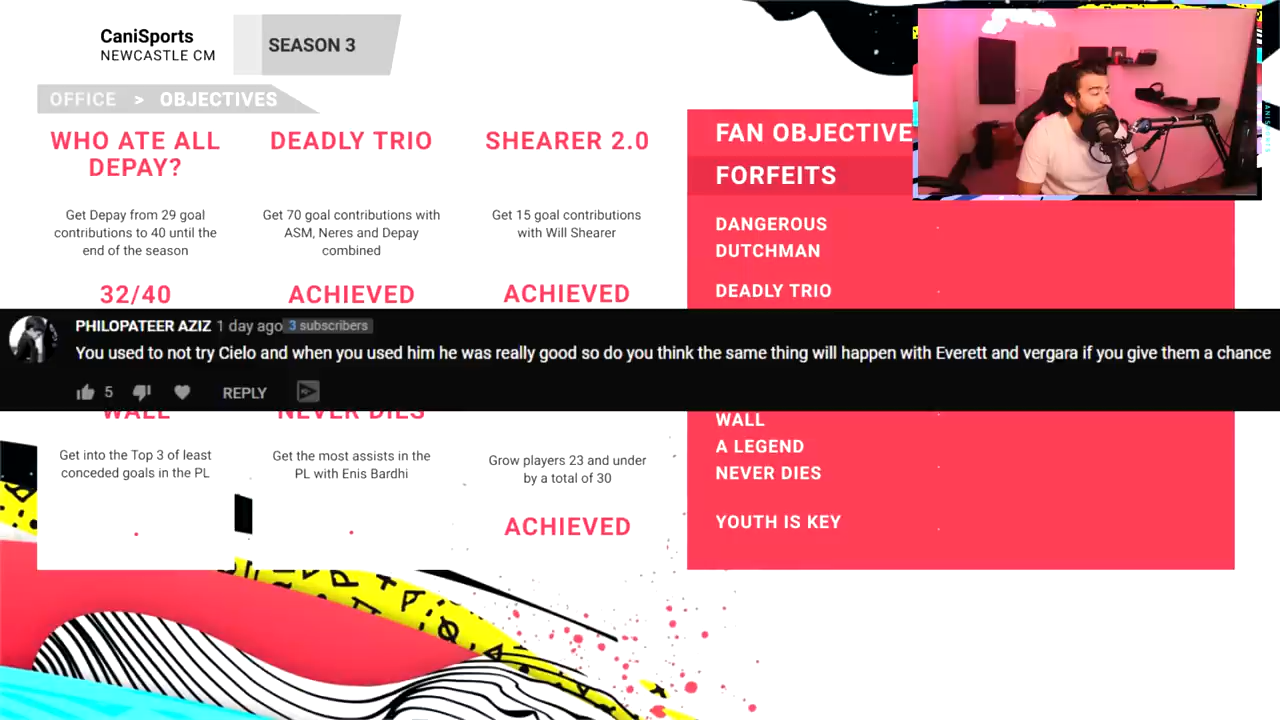 CaniSports
NEWCASTLE CM
SEASON 3
OFFICE > OBJECTIVES
WHO ATE ALL
DEPAY?
Get Depay from 29 goal
contributions to 40 until the
end of the season
32/40
DEADLY TRIO
Get 70 goal contributions with
ASM, Neres and Depay
combined
ACHIEVED
SHEARER 2.0
Get 15 goal contributions
with Will Shearer
ACHIEVED
FAN OBJECTIVE
FORFEITS
DANGEROUS
DUTCHMAN
DEADLY TRIO
PHILOPATEER AZIZ 1 day ago 3 subscribers
You used to not try Cielo and when you used him he was really good so do you think the same thing will happen with Everett and vergara if you give them a chance
5 REPLY
WALL
Get into the Top 3 of least
conceded goals in the PL
NEVER DIES
Get the most assists in the
PL with Enis Bardhi
Grow players 23 and under
by a total of 30
ACHIEVED
WALL
A LEGEND
NEVER DIES
YOUTH IS KEY